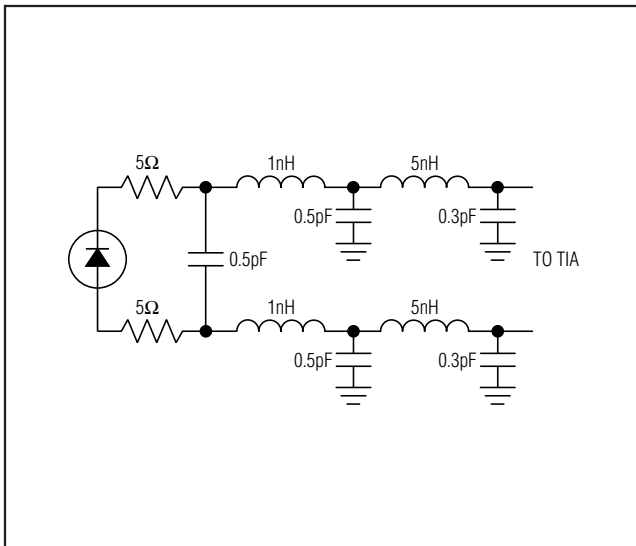 5Ω
1nH
5nH
0.5pF
0.3pF
0.5pF
TO TIA
5Ω
1nH
5nH
0.5pF
0.3pF